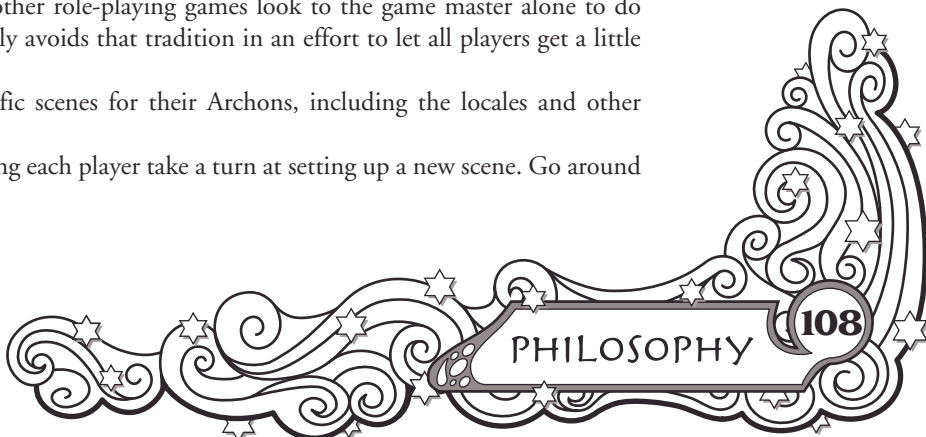 other role-playing games look to the game master alone to do
ly avoids that tradition in an effort to let all players get a little
fic scenes for their Archons, including the locales and other
ng each player take a turn at setting up a new scene. Go around
PHILOSOPHY
108